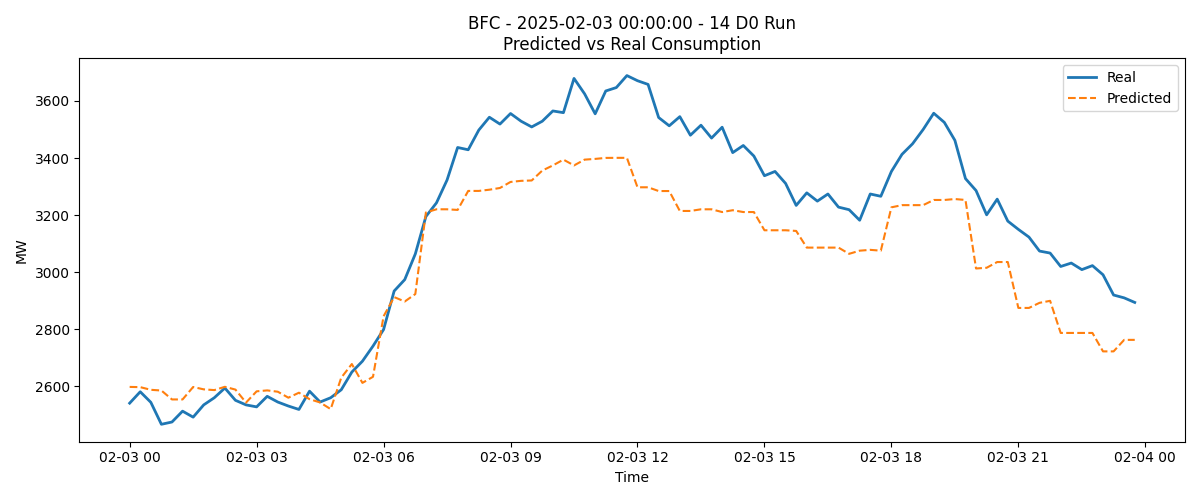 BFC - 2025-02-03 00:00:00 - 14 D0 Run
Predicted vs Real Consumption
Real
Predicted
MW
3600
3400
3200
3000
2800
2600
02-03 00
02-03 03
02-03 06
02-03 09
02-03 12
02-03 15
02-03 18
02-03 21
02-04 00
Time